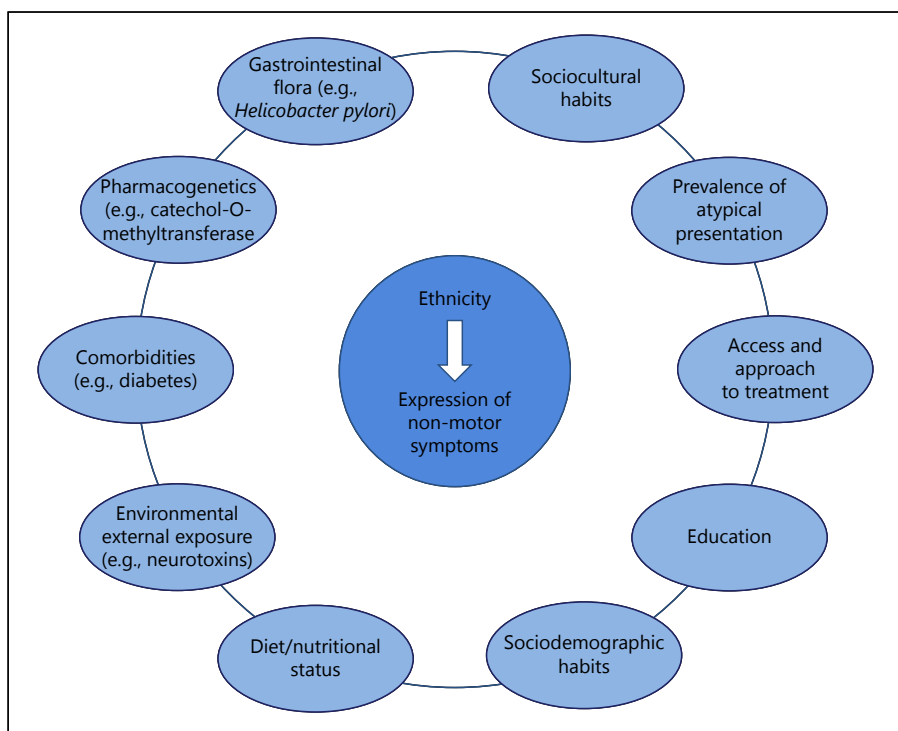 Gastrointestinal
flora (e.g.,
Helicobacter pylori)
Sociocultural
habits
Pharmacogenetics
(e.g., catechol-O-
methyltransferase
Prevalence of
atypical
presentation
Ethnicity
Expression of
non-motor
symptoms
Comorbidities
(e.g., diabetes)
Access and
approach
to treatment
Environmental
external exposure
(e.g., neurotoxins)
Education
Diet/nutritional
status
Sociodemographic
habits